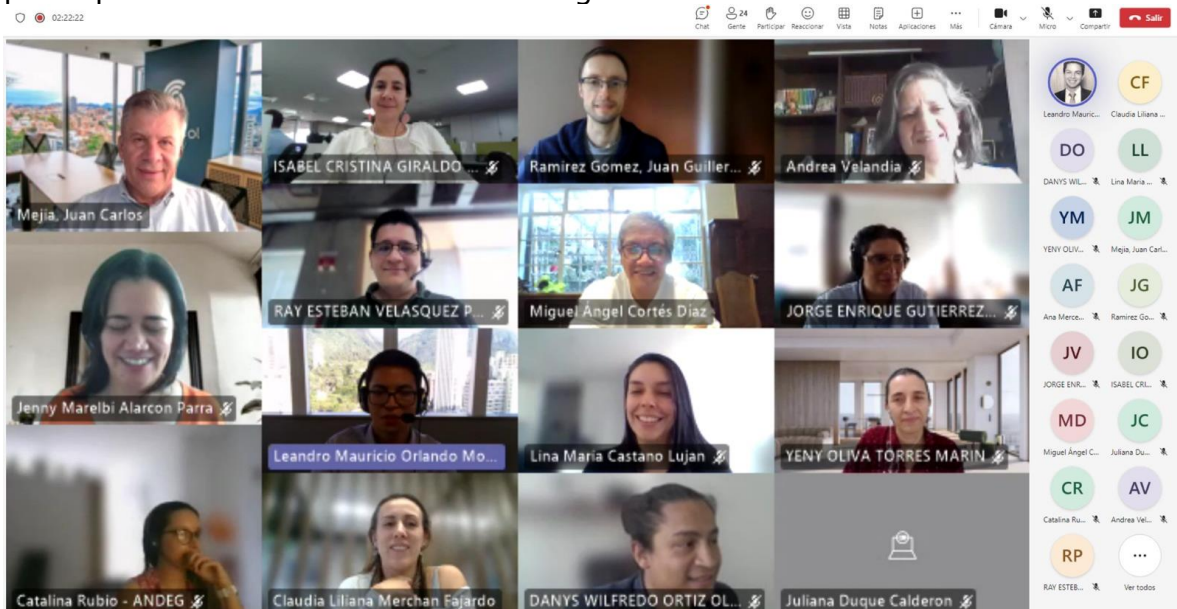 02:22:22
24
Chat Gente Participar Reaccionar Vista Notas Aplicaciones Más Cámara Micro Compartir Salir
Mejia, Juan Carlos
ISABEL CRISTINA GIRALDO ...
Ramirez Gomez, Juan Guiller...
Andrea Velandia
Jenny Marelbi Alarcon Parra
RAY ESTEBAN VELASQUEZ P...
Miguel Ángel Cortés Díaz
JORGE ENRIQUE GUTIERREZ...
Leandro Mauricio Orlando Mo...
Lina Maria Castano Lujan
YENY OLIVA TORRES MARIN
Catalina Rubio - ANDEG
Claudia Liliana Merchan Fajardo
DANYS WILFREDO ORTIZ OL...
Juliana Duque Calderon
CF
Leandro Mauric... Claudia Liliana ...
DO LL
DANYS WIL... Lina Maria ...
YM JM
YENY OLIV... Mejia, Juan Carl...
AF JG
Ana Merce... Ramirez Go...
JV IO
JORGE ENR... ISABEL CRI...
MD JC
Miguel Ángel C... Juliana Du...
CR AV
Catalina Ru... Andrea Vel...
RP ...
RAY ESTEB... Ver todos